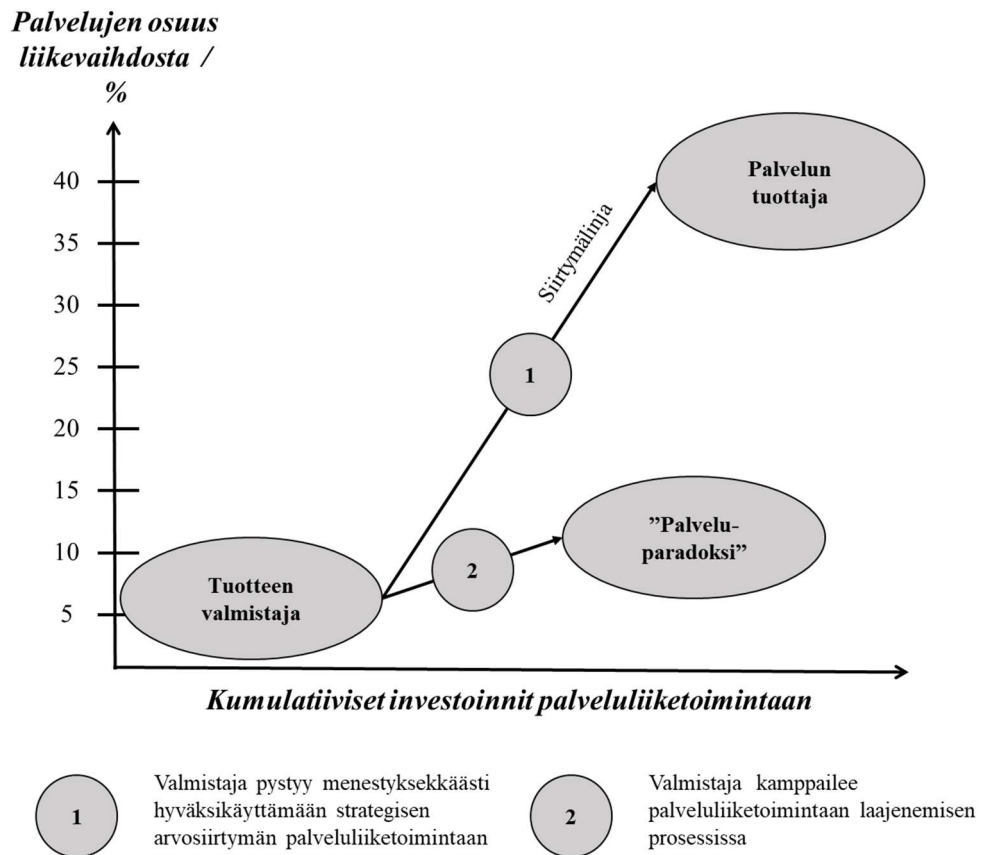 Palvelujen osuus
liikevaihdosta /
%
40
35
30
25
20
15
10
5
Palvelun
tuottaja
Siirtymälinja
1
”Palvelu-
paradoksi”
2
Tuotteen
valmistaja
Kumulatiiviset investoinnit palveluliiketoimintaan
1
Valmistaja pystyy menestyksekkäästi
hyväksikäyttämään strategisen
arvosiirtymän palveluliiketoimintaan
2
Valmistaja kamppailee
palveluliiketoimintaan laajenemisen
prosessissa